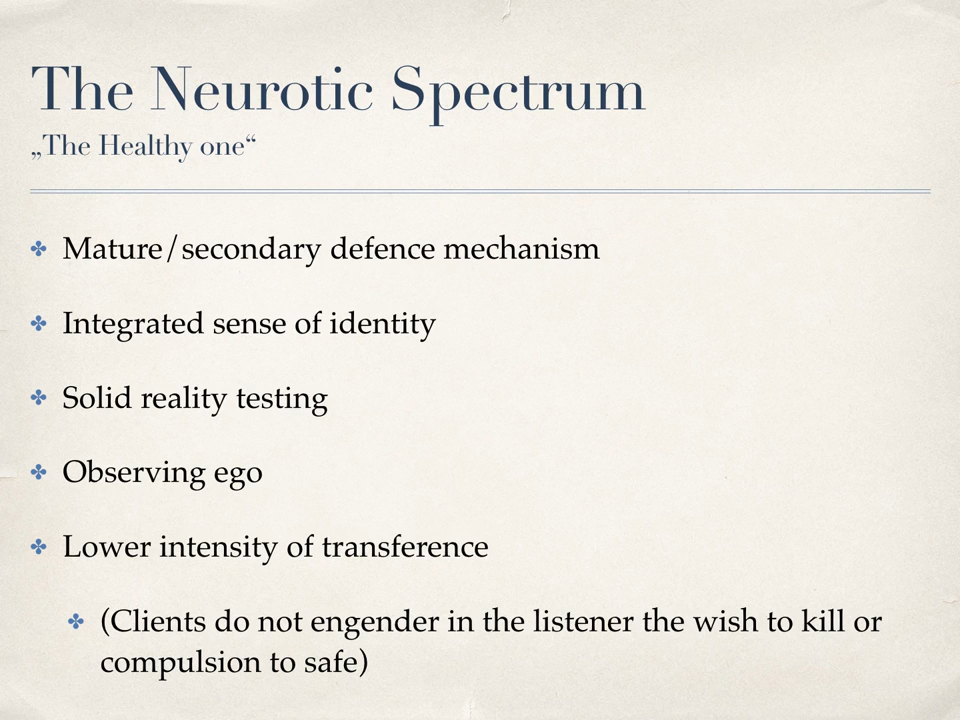 The Neurotic Spectrum
„The Healthy one“
Mature/secondary defence mechanism
Integrated sense of identity
Solid reality testing
Observing ego
Lower intensity of transference
(Clients do not engender in the listener the wish to kill or
compulsion to safe)